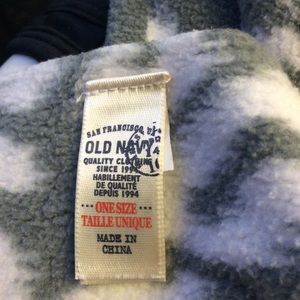 SAN FRANCISCO,
OLD NAVY
QUALITY CLOTHING
SINCE 1994
HABILLEMENT
DE QUALITÉ
DEPUIS 1994
--- ONE SIZE ---
TAILLE UNIQUE
MADE IN
CHINA